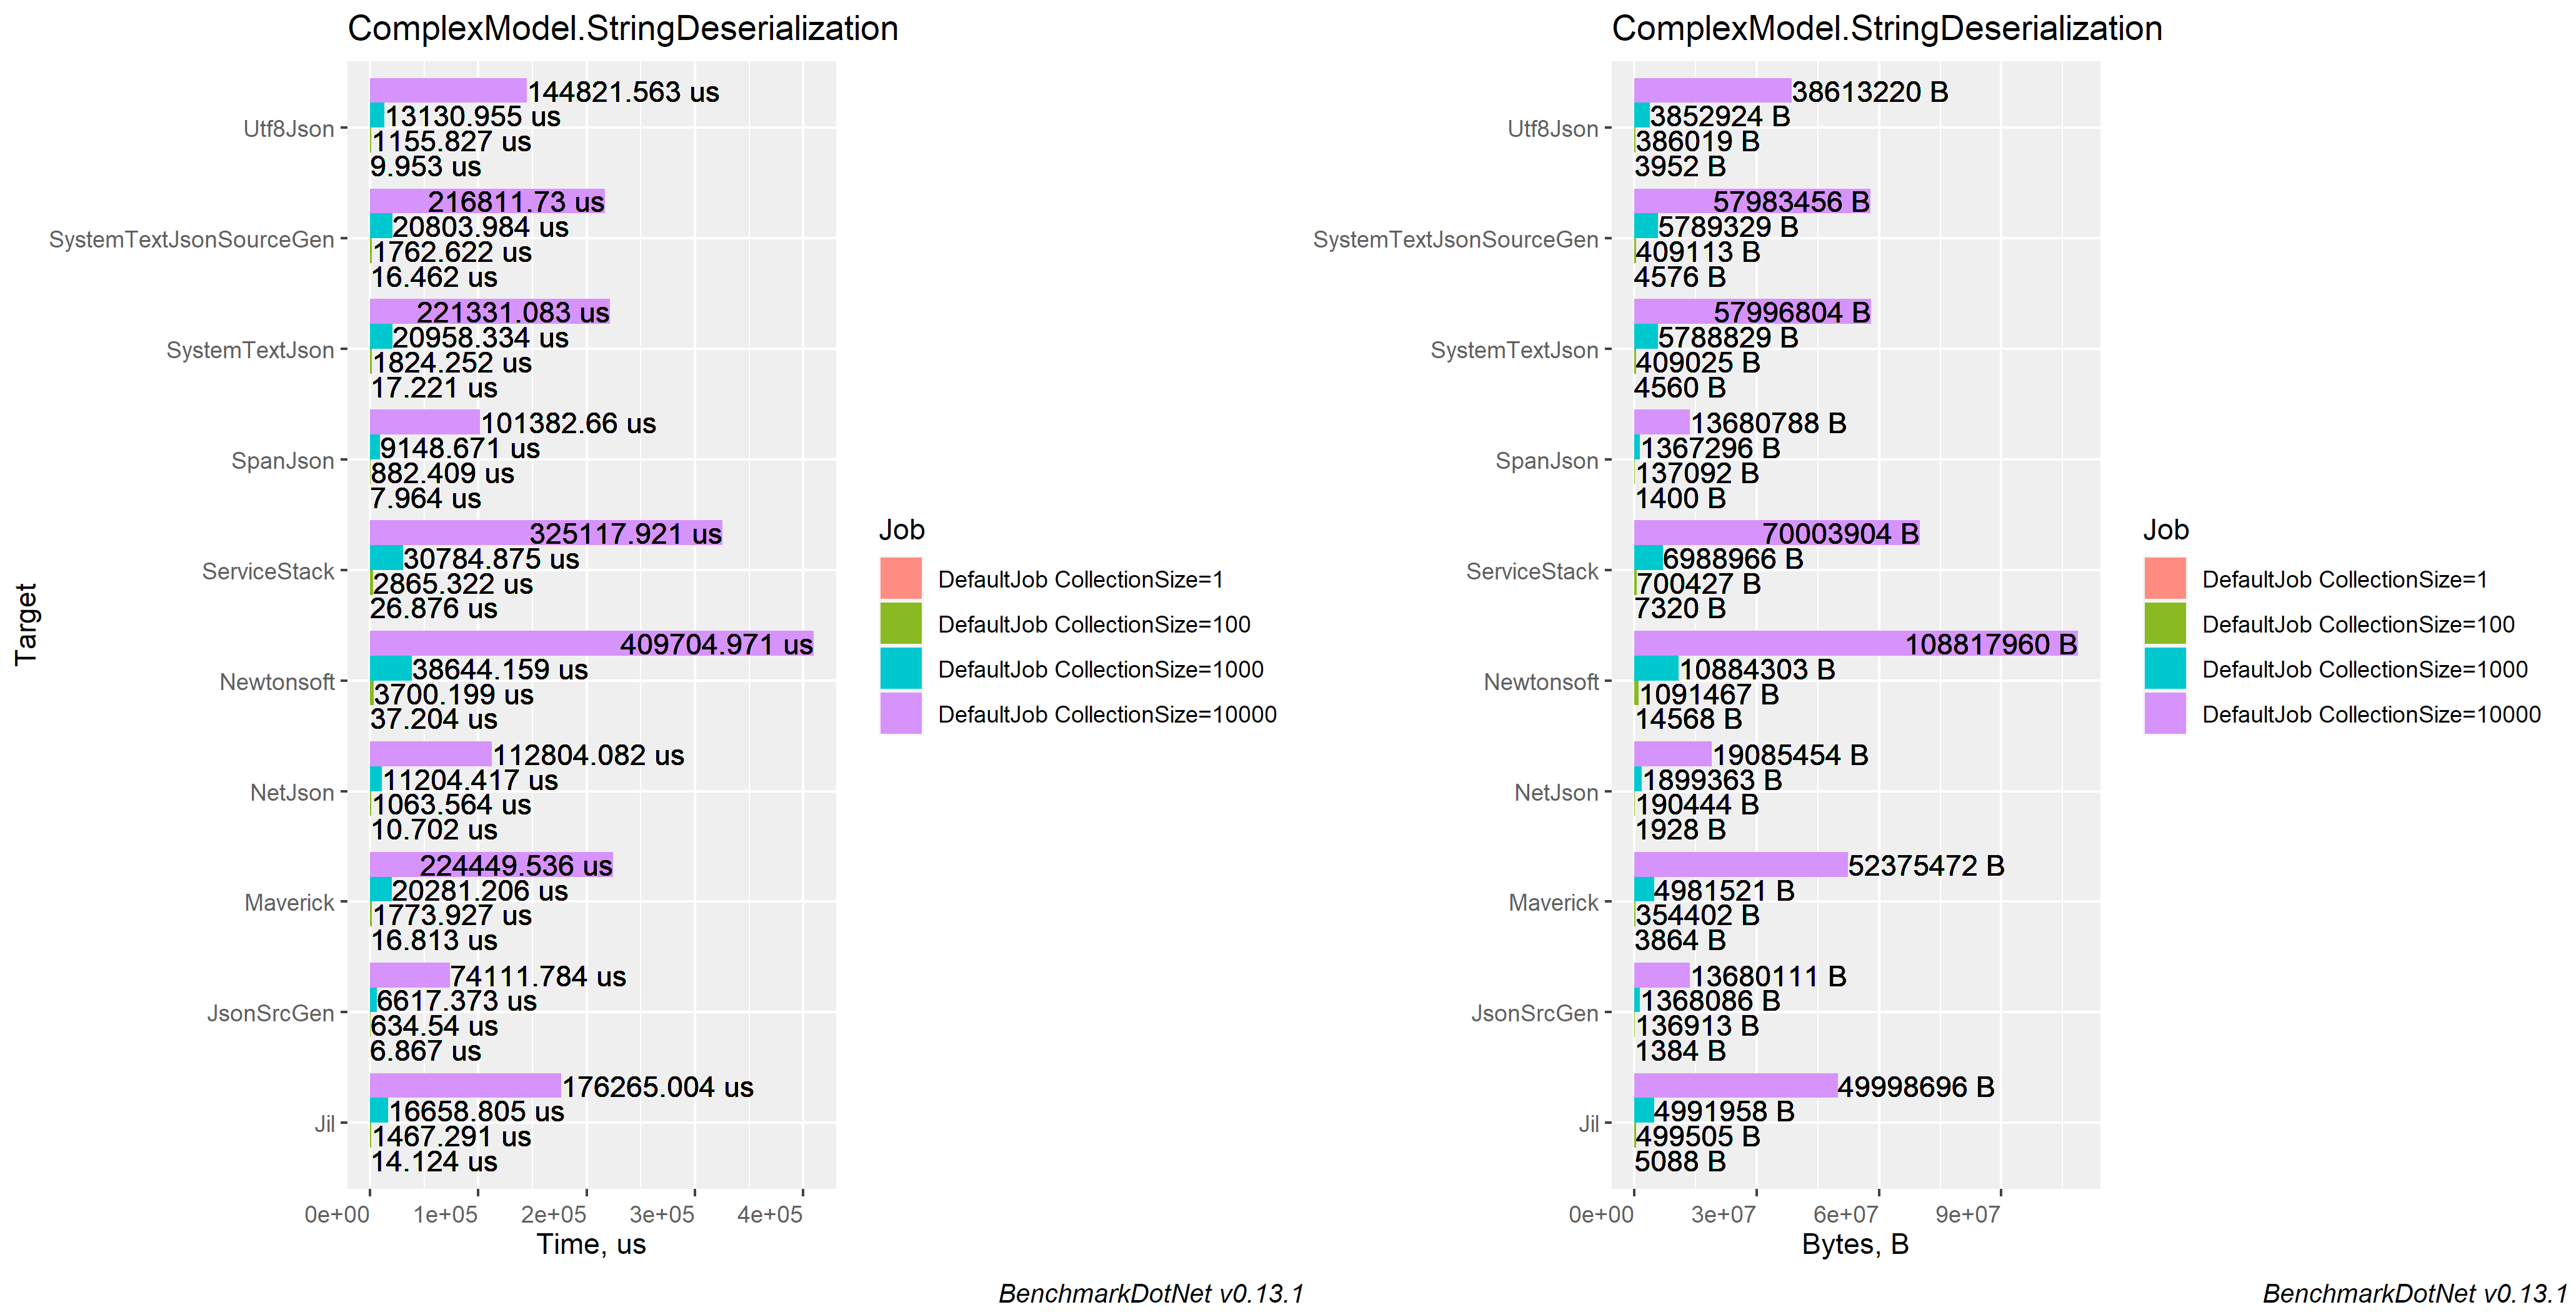 ComplexModel.StringDeserialization
Target
Utf8Json
144821.563 us
13130.955 us
1155.827 us
9.953 us
SystemTextJsonSourceGen
216811.73 us
20803.984 us
1762.622 us
16.462 us
SystemTextJson
221331.083 us
20958.334 us
1824.252 us
17.221 us
SpanJson
101382.66 us
9148.671 us
882.409 us
7.964 us
ServiceStack
325117.921 us
30784.875 us
2865.322 us
26.876 us
Newtonsoft
409704.971 us
38644.159 us
3700.199 us
37.204 us
NetJson
112804.082 us
11204.417 us
1063.564 us
10.702 us
Maverick
224449.536 us
20281.206 us
1773.927 us
16.813 us
JsonSrcGen
74111.784 us
6617.373 us
634.54 us
6.867 us
Jil
176265.004 us
16658.805 us
1467.291 us
14.124 us
0e+00 1e+05 2e+05 3e+05 4e+05
Time, us
Job
DefaultJob CollectionSize=1
DefaultJob CollectionSize=100
DefaultJob CollectionSize=1000
DefaultJob CollectionSize=10000
BenchmarkDotNet v0.13.1
ComplexModel.StringDeserialization
Utf8Json
38613220 B
3852924 B
386019 B
3952 B
SystemTextJsonSourceGen
57983456 B
5789329 B
409113 B
4576 B
SystemTextJson
57996804 B
5788829 B
409025 B
4560 B
SpanJson
13680788 B
1367296 B
137092 B
1400 B
ServiceStack
70003904 B
6988966 B
700427 B
7320 B
Newtonsoft
108817960 B
10884303 B
1091467 B
14568 B
NetJson
19085454 B
1899363 B
190444 B
1928 B
Maverick
52375472 B
4981521 B
354402 B
3864 B
JsonSrcGen
13680111 B
1368086 B
136913 B
1384 B
Jil
49998696 B
4991958 B
499505 B
5088 B
0e+00 3e+07 6e+07 9e+07
Bytes, B
Job
DefaultJob CollectionSize=1
DefaultJob CollectionSize=100
DefaultJob CollectionSize=1000
DefaultJob CollectionSize=10000
BenchmarkDotNet v0.13.1